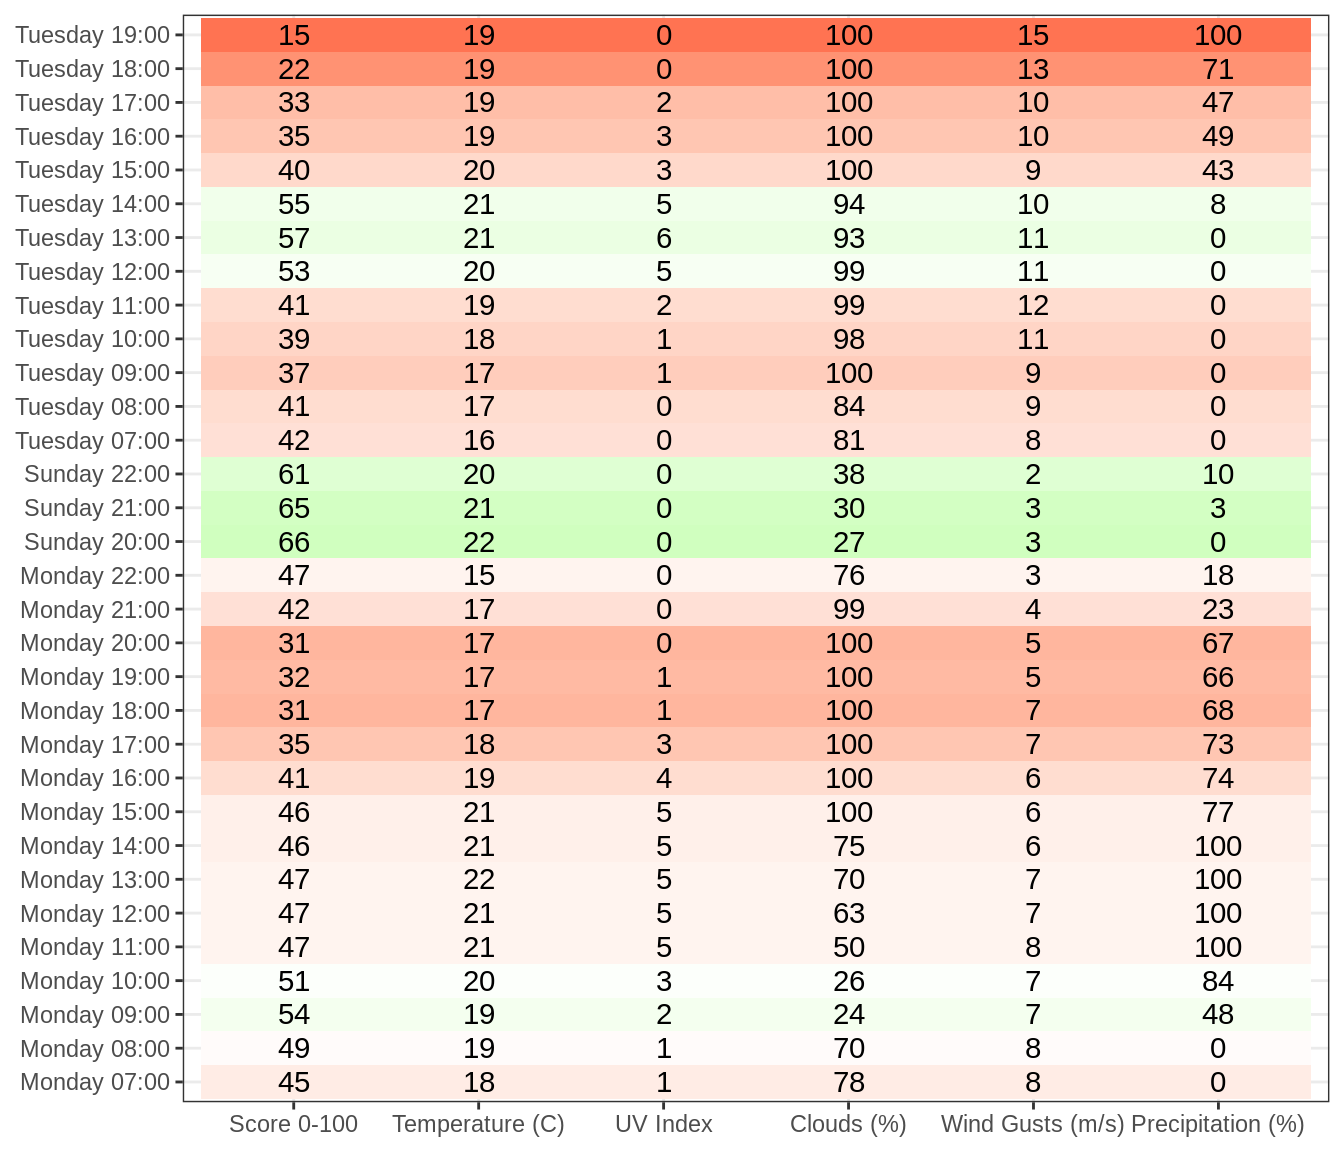 Tuesday 19:00 15 19 0 100 15 100
Tuesday 18:00 22 19 0 100 13 71
Tuesday 17:00 33 19 2 100 10 47
Tuesday 16:00 35 19 3 100 10 49
Tuesday 15:00 40 20 3 100 9 43
Tuesday 14:00 55 21 5 94 10 8
Tuesday 13:00 57 21 6 93 11 0
Tuesday 12:00 53 20 5 99 11 0
Tuesday 11:00 41 19 2 99 12 0
Tuesday 10:00 39 18 1 98 11 0
Tuesday 09:00 37 17 1 100 9 0
Tuesday 08:00 41 17 0 84 9 0
Tuesday 07:00 42 16 0 81 8 0
Sunday 22:00 61 20 0 38 2 10
Sunday 21:00 65 21 0 30 3 3
Sunday 20:00 66 22 0 27 3 0
Monday 22:00 47 15 0 76 3 18
Monday 21:00 42 17 0 99 4 23
Monday 20:00 31 17 0 100 5 67
Monday 19:00 32 17 1 100 5 66
Monday 18:00 31 17 1 100 7 68
Monday 17:00 35 18 3 100 7 73
Monday 16:00 41 19 4 100 6 74
Monday 15:00 46 21 5 100 6 77
Monday 14:00 46 21 5 75 6 100
Monday 13:00 47 22 5 70 7 100
Monday 12:00 47 21 5 63 7 100
Monday 11:00 47 21 5 50 8 100
Monday 10:00 51 20 3 26 7 84
Monday 09:00 54 19 2 24 7 48
Monday 08:00 49 19 1 70 8 0
Monday 07:00 45 18 1 78 8 0
Score 0-100 Temperature (C) UV Index Clouds (%) Wind Gusts (m/s) Precipitation (%)